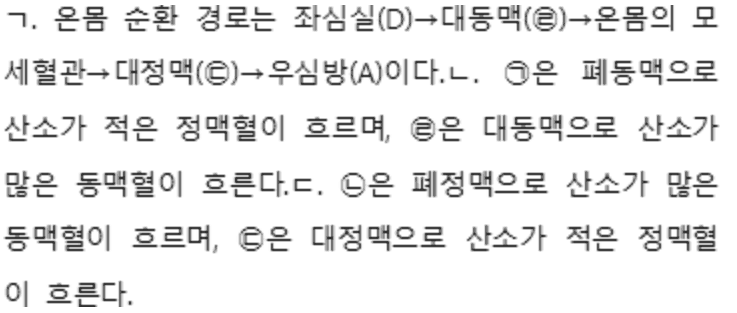 ㄱ. 온몸 순환 경로는 좌심실(D)→대동맥(㉣)→온몸의 모
세혈관→대정맥(㉢)→우심방(A)이다.ㄴ. ㉠은 폐동맥으로
산소가 적은 정맥혈이 흐르며, ㉣은 대동맥으로 산소가
많은 동맥혈이 흐른다.ㄷ. ㉡은 폐정맥으로 산소가 많은
동맥혈이 흐르며, ㉢은 대정맥으로 산소가 적은 정맥혈
이 흐른다.